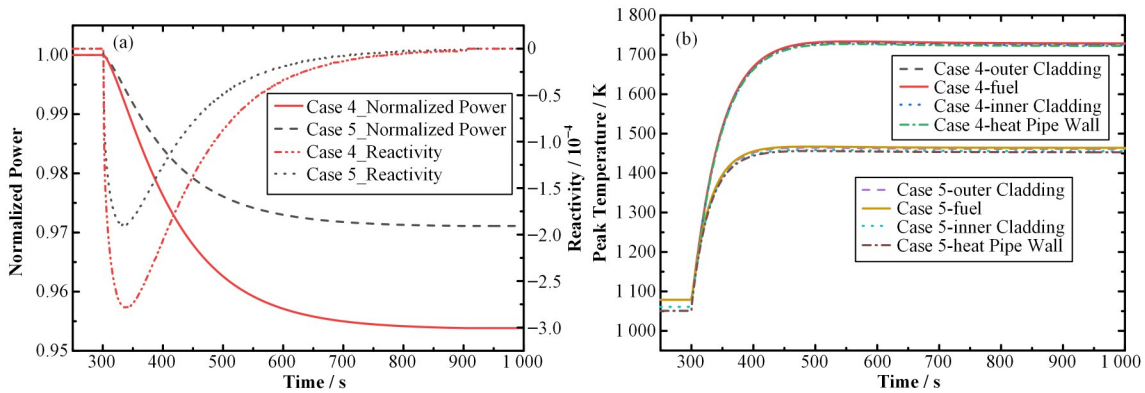 (a)
1.00
0.99
0.98
0.97
0.96
0.95
Normalized Power
Case 4_Normalized Power
Case 5_Normalized Power
Case 4_Reactivity
Case 5_Reactivity
0
−0.5
−1.0
−1.5
−2.0
−2.5
−3.0
Reactivity / 10⁻⁴
300 400 500 600 700 800 900 1 000
Time / s
(b)
1 800
1 700
1 600
1 500
1 400
1 300
1 200
1 100
1 000
Peak Temperature / K
Case 4-outer Cladding
Case 4-fuel
Case 4-inner Cladding
Case 4-heat Pipe Wall
Case 5-outer Cladding
Case 5-fuel
Case 5-inner Cladding
Case 5-heat Pipe Wall
300 400 500 600 700 800 900 1 000
Time / s